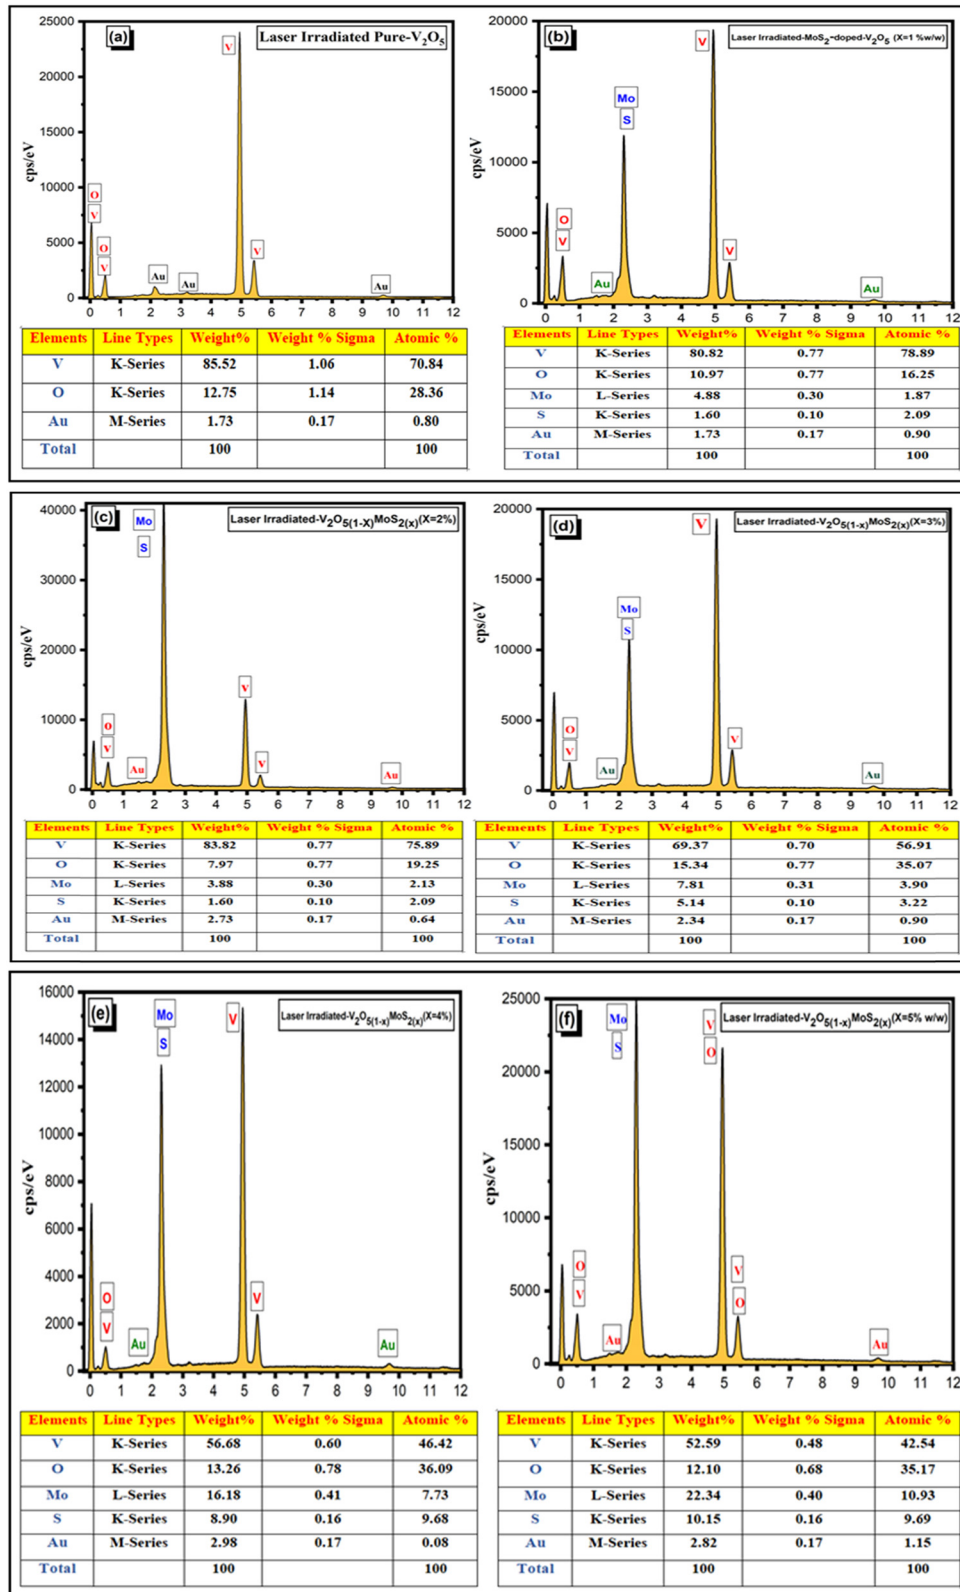 (a)
Laser Irradiated Pure-V2O5
cps/eV
25000
20000
15000
10000
5000
0
O
V
O
V
Au
Au
V
V
Au
0 1 2 3 4 5 6 7 8 9 10 11 12
Elements Line Types Weight% Weight % Sigma Atomic %
V K-Series 85.52 1.06 70.84
O K-Series 12.75 1.14 28.36
Au M-Series 1.73 0.17 0.80
Total 100 100
(b)
Laser Irradiated-MoS2-doped-V2O5 (X=1 %w/w)
cps/eV
20000
15000
10000
5000
0
O
V
Au
Mo
S
V
V
Au
0 1 2 3 4 5 6 7 8 9 10 11 12
Elements Line Types Weight% Weight % Sigma Atomic %
V K-Series 80.82 0.77 78.89
O K-Series 10.97 0.77 16.25
Mo L-Series 4.88 0.30 1.87
S K-Series 1.60 0.10 2.09
Au M-Series 1.73 0.17 0.90
Total 100 100
(c)
Laser Irradiated-V2O5(1-X)MoS2(x)(X=2%)
cps/eV
40000
30000
20000
10000
0
O
V
Au
Mo
S
V
V
Au
0 1 2 3 4 5 6 7 8 9 10 11 12
Elements Line Types Weight% Weight % Sigma Atomic %
V K-Series 83.82 0.77 75.89
O K-Series 7.97 0.77 19.25
Mo L-Series 3.88 0.30 2.13
S K-Series 1.60 0.10 2.09
Au M-Series 2.73 0.17 0.64
Total 100 100
(d)
Laser Irradiated-V2O5(1-x)MoS2(x)(X=3%)
cps/eV
20000
15000
10000
5000
0
O
V
Au
Mo
S
V
V
Au
0 1 2 3 4 5 6 7 8 9 10 11 12
Elements Line Types Weight% Weight % Sigma Atomic %
V K-Series 69.37 0.70 56.91
O K-Series 15.34 0.77 35.07
Mo L-Series 7.81 0.31 3.90
S K-Series 5.14 0.10 3.22
Au M-Series 2.34 0.17 0.90
Total 100 100
(e)
Laser Irradiated-V2O5(1-x)MoS2(x)(X=4%)
cps/eV
16000
14000
12000
10000
8000
6000
4000
2000
0
O
V
Au
Mo
S
V
V
Au
0 1 2 3 4 5 6 7 8 9 10 11 12
Elements Line Types Weight% Weight % Sigma Atomic %
V K-Series 56.68 0.60 46.42
O K-Series 13.26 0.78 36.09
Mo L-Series 16.18 0.41 7.73
S K-Series 8.90 0.16 9.68
Au M-Series 2.98 0.17 0.08
Total 100 100
(f)
Laser Irradiated-V2O5(1-x)MoS2(x)(X=5% w/w)
cps/eV
25000
20000
15000
10000
5000
0
O
V
Au
Mo
S
V
O
V
O
Au
0 1 2 3 4 5 6 7 8 9 10 11 12
Elements Line Types Weight% Weight % Sigma Atomic %
V K-Series 52.59 0.48 42.54
O K-Series 12.10 0.68 35.17
Mo L-Series 22.34 0.40 10.93
S K-Series 10.15 0.16 9.69
Au M-Series 2.82 0.17 1.15
Total 100 100